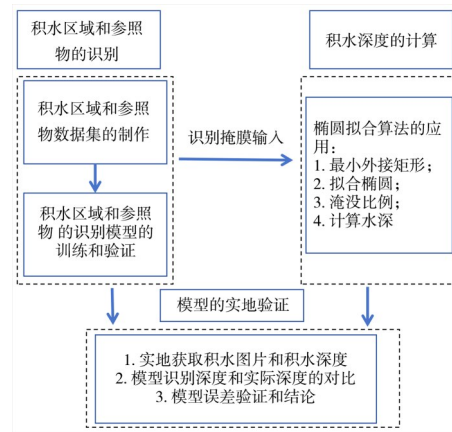 积水区域和参照
物的识别
积水区域和参照
物数据集的制作
积水区域和参照
物 的识别模型的
训练和验证
识别掩膜输入
积水深度的计算
椭圆拟合算法的应
用：
1. 最小外接矩形；
2. 拟合椭圆；
3. 淹没比例；
4. 计算水深
模型的实地验证
1. 实地获取积水图片和积水深度
2. 模型识别深度和实际深度的对比
3. 模型误差验证和结论